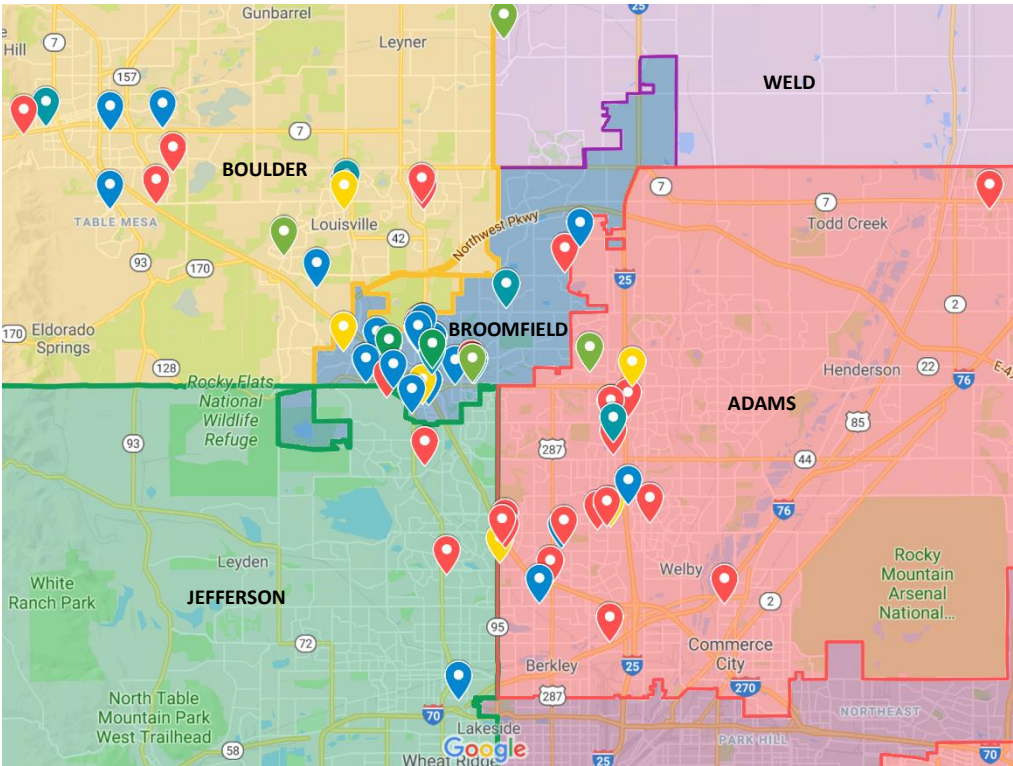 Gunbarrel
25
Hill
7
Leyner
157
WELD
7
BOULDER
7
7
Todd Creek
TABLE MESA
Louisville
Northwest Pkwy
42
93
170
25
2
170
Eldorado
Springs
BROOMFIELD
128
Henderson
22
76
Rocky Flats
National
Wildlife
Refuge
ADAMS
85
93
287
44
76
Leyden
Welby
Rocky
Mountain
Arsenal
National...
White
Ranch Park
JEFFERSON
2
95
72
Commerce
City
Berkley
25
270
287
North Table
Mountain Park
West Trailhead
70
NORTHEAST
Lakeside
58
Google
PARK HILL
Wheat Ridge
25
70